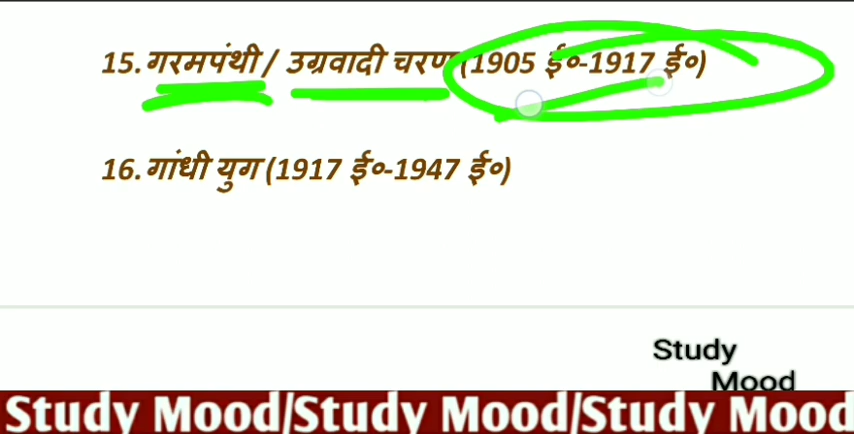 15. गरमपंथी / उग्रवादी चरण (1905 ई०-1917 ई०)
16. गांधी युग (1917 ई०-1947 ई०)
Study
Mood
Study Mood/Study Mood/Study Mood